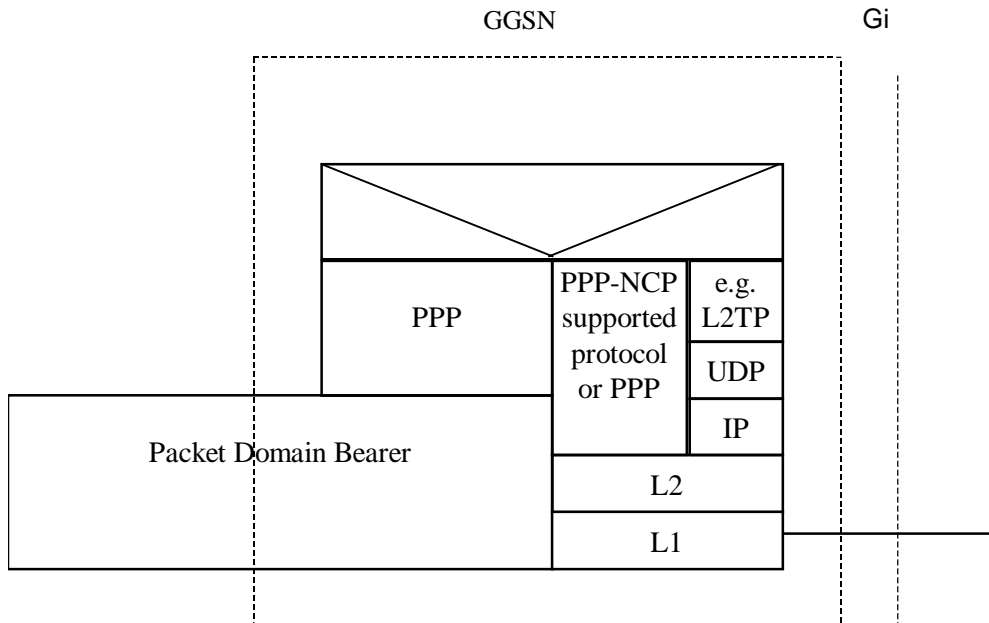 GGSN
Gi
PPP
PPP-NCP
supported
protocol
or PPP
e.g.
L2TP
UDP
IP
Packet Domain Bearer
L2
L1